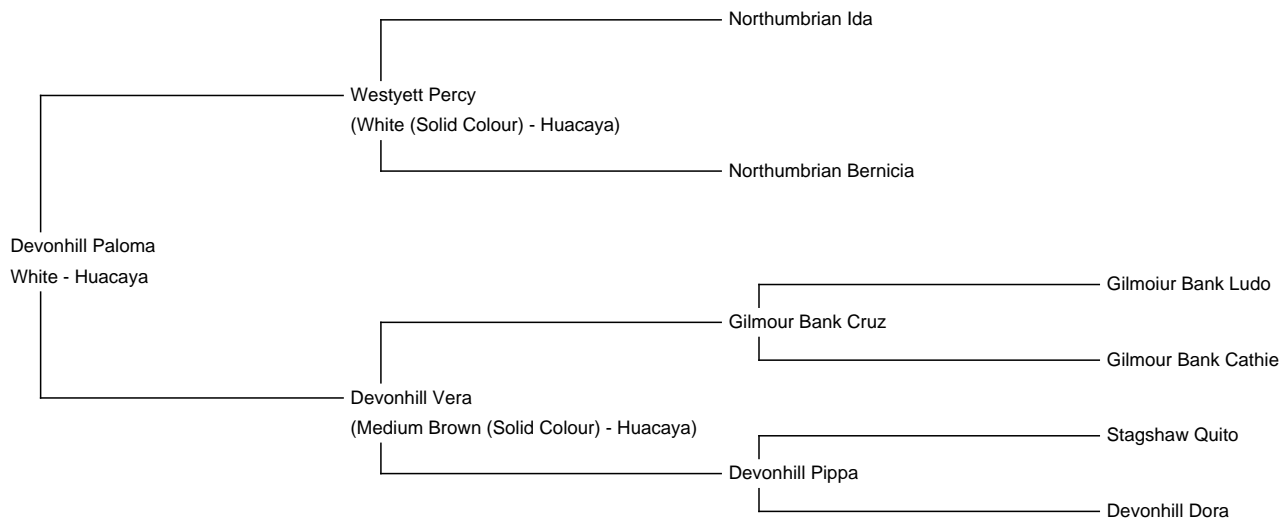 Northumbrian Ida
Westyett Percy
(White (Solid Colour) - Huacaya)
Northumbrian Bernicia
Devonhill Paloma
White - Huacaya
Gilmoiur Bank Ludo
Gilmour Bank Cruz
Gilmour Bank Cathie
Devonhill Vera
(Medium Brown (Solid Colour) - Huacaya)
Stagshaw Quito
Devonhill Pippa
Devonhill Dora